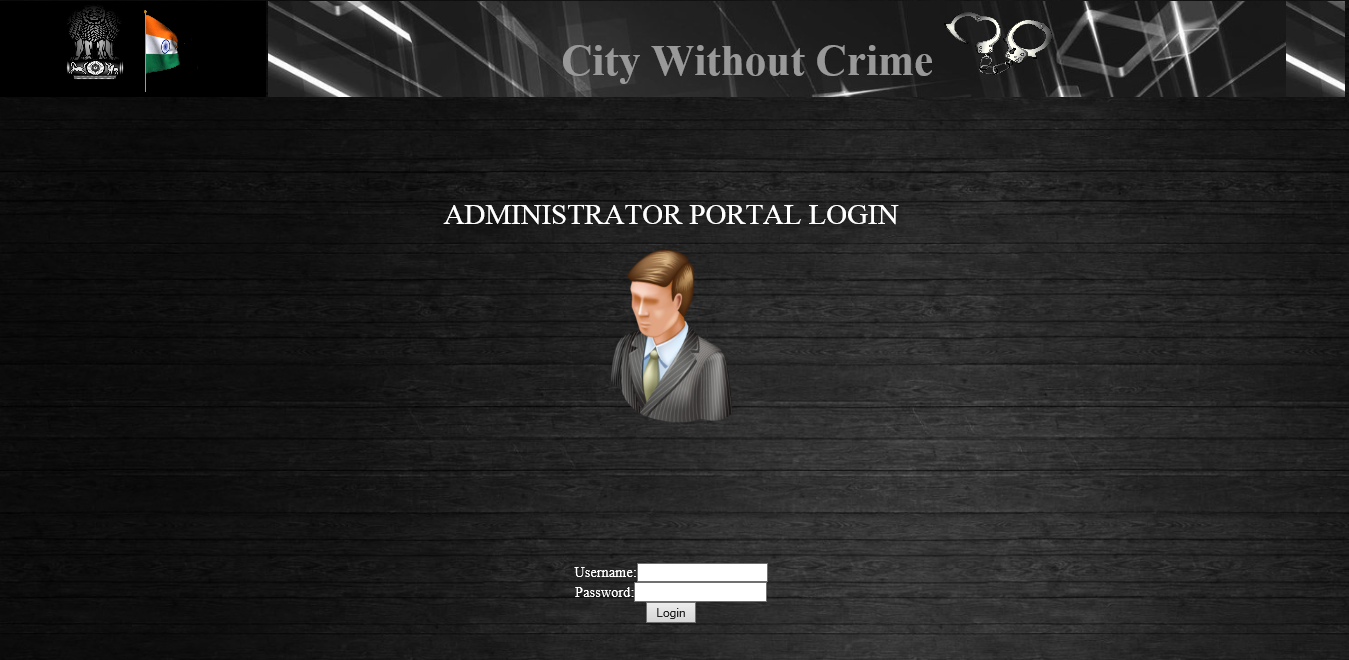 City Without Crime
ADMINISTRATOR PORTAL LOGIN
Username:
Password:
Login